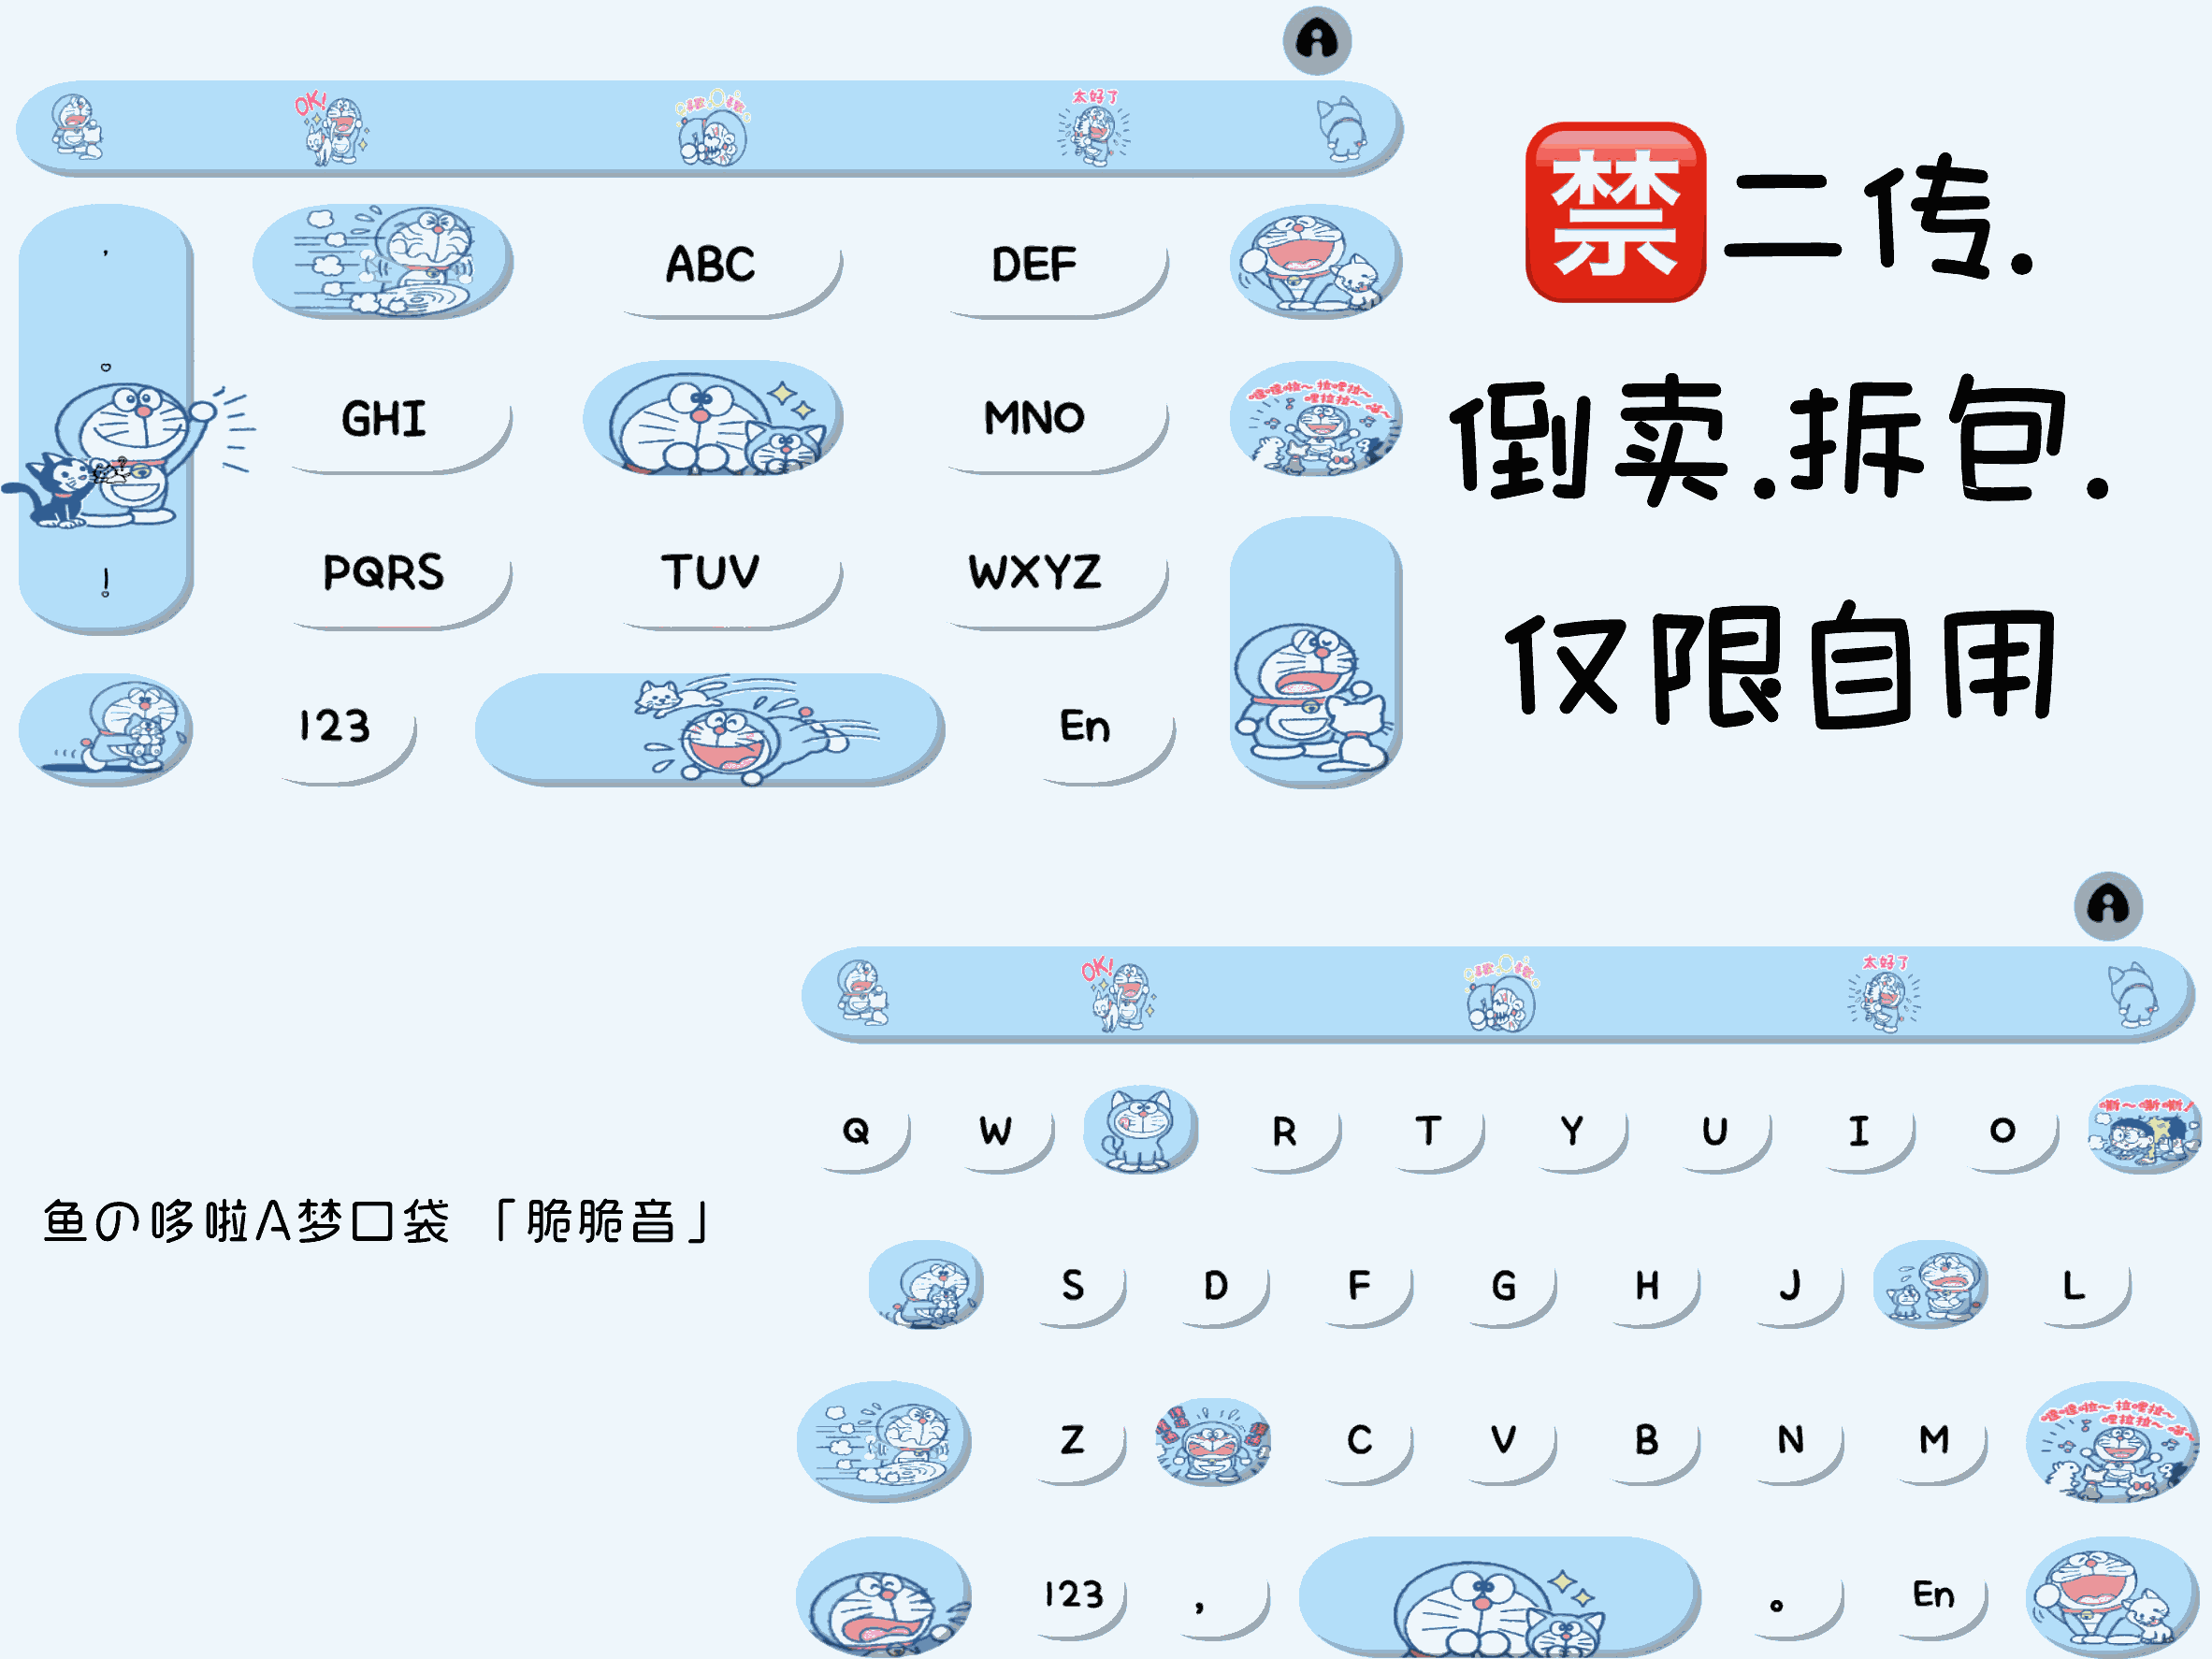 OK!
太好了
,
ABC
DEF
GHI
MNO
!
PQRS
TUV
WXYZ
123
En
禁二传.
倒卖.拆包.
仅限自用
OK!
太好了
Q W R T Y U I O
鱼の哆啦A梦口袋「脆脆音」
S D F G H J L
Z C V B N M
123 , 。 En